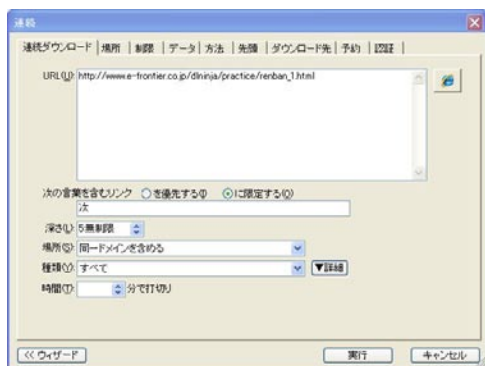 連続
連続ダウンロード 場所 制限 データ 方法 先頭 ダウンロード先 予約 認証
URL(U): http://www.e-frontier.co.jp/dlninja/practice/renban_1.html
次の言葉を含むリンク を優先する(I) に限定する(O)
次
深さ(L): 5無制限
場所(S): 同一ドメインを含める
種類(Y): すべて ▼詳細
時間(T): 分で打切り
<< ウィザード 実行 キャンセル